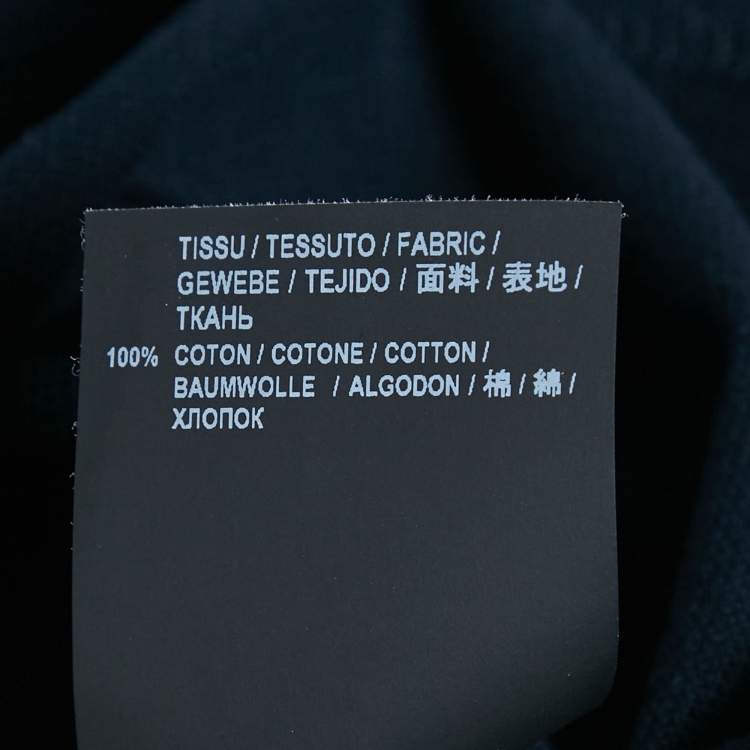 TISSU / TESSUTO / FABRIC /
GEWEBE / TEJIDO / 面料 / 表地 /
ТКАНЬ
100% COTON / COTONE / COTTON /
BAUMWOLLE / ALGODON / 棉 / 綿 /
ХЛОПОК